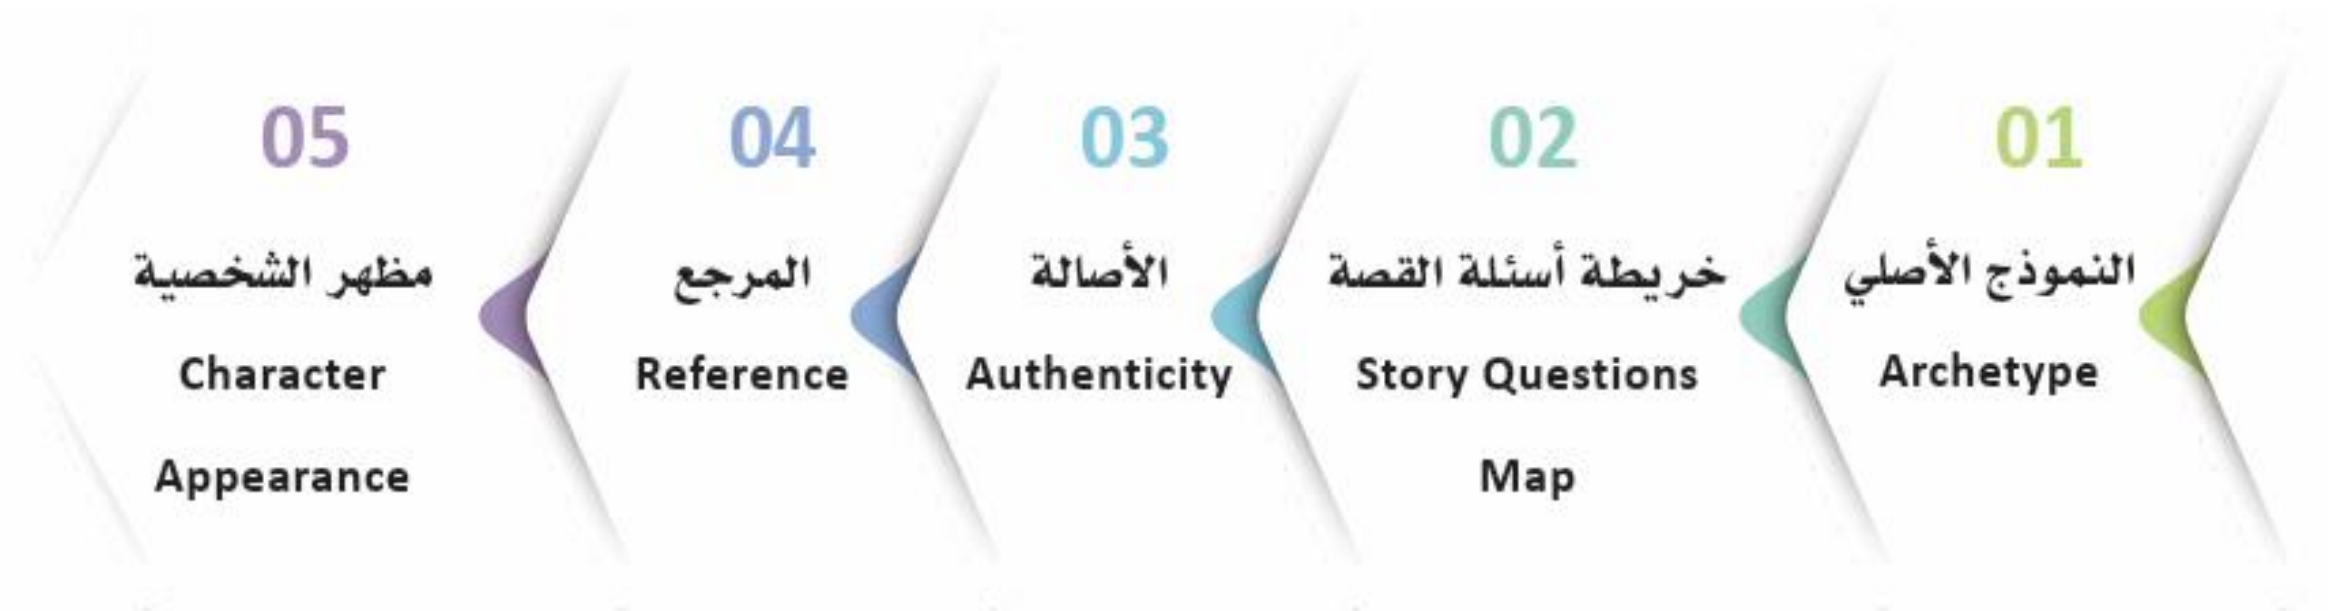 01
النموذج الأصلي
Archetype
02
خريطة أسئلة القصة
Story Questions
Map
03
الأصالة
Authenticity
04
المرجع
Reference
05
مظهر الشخصية
Character
Appearance